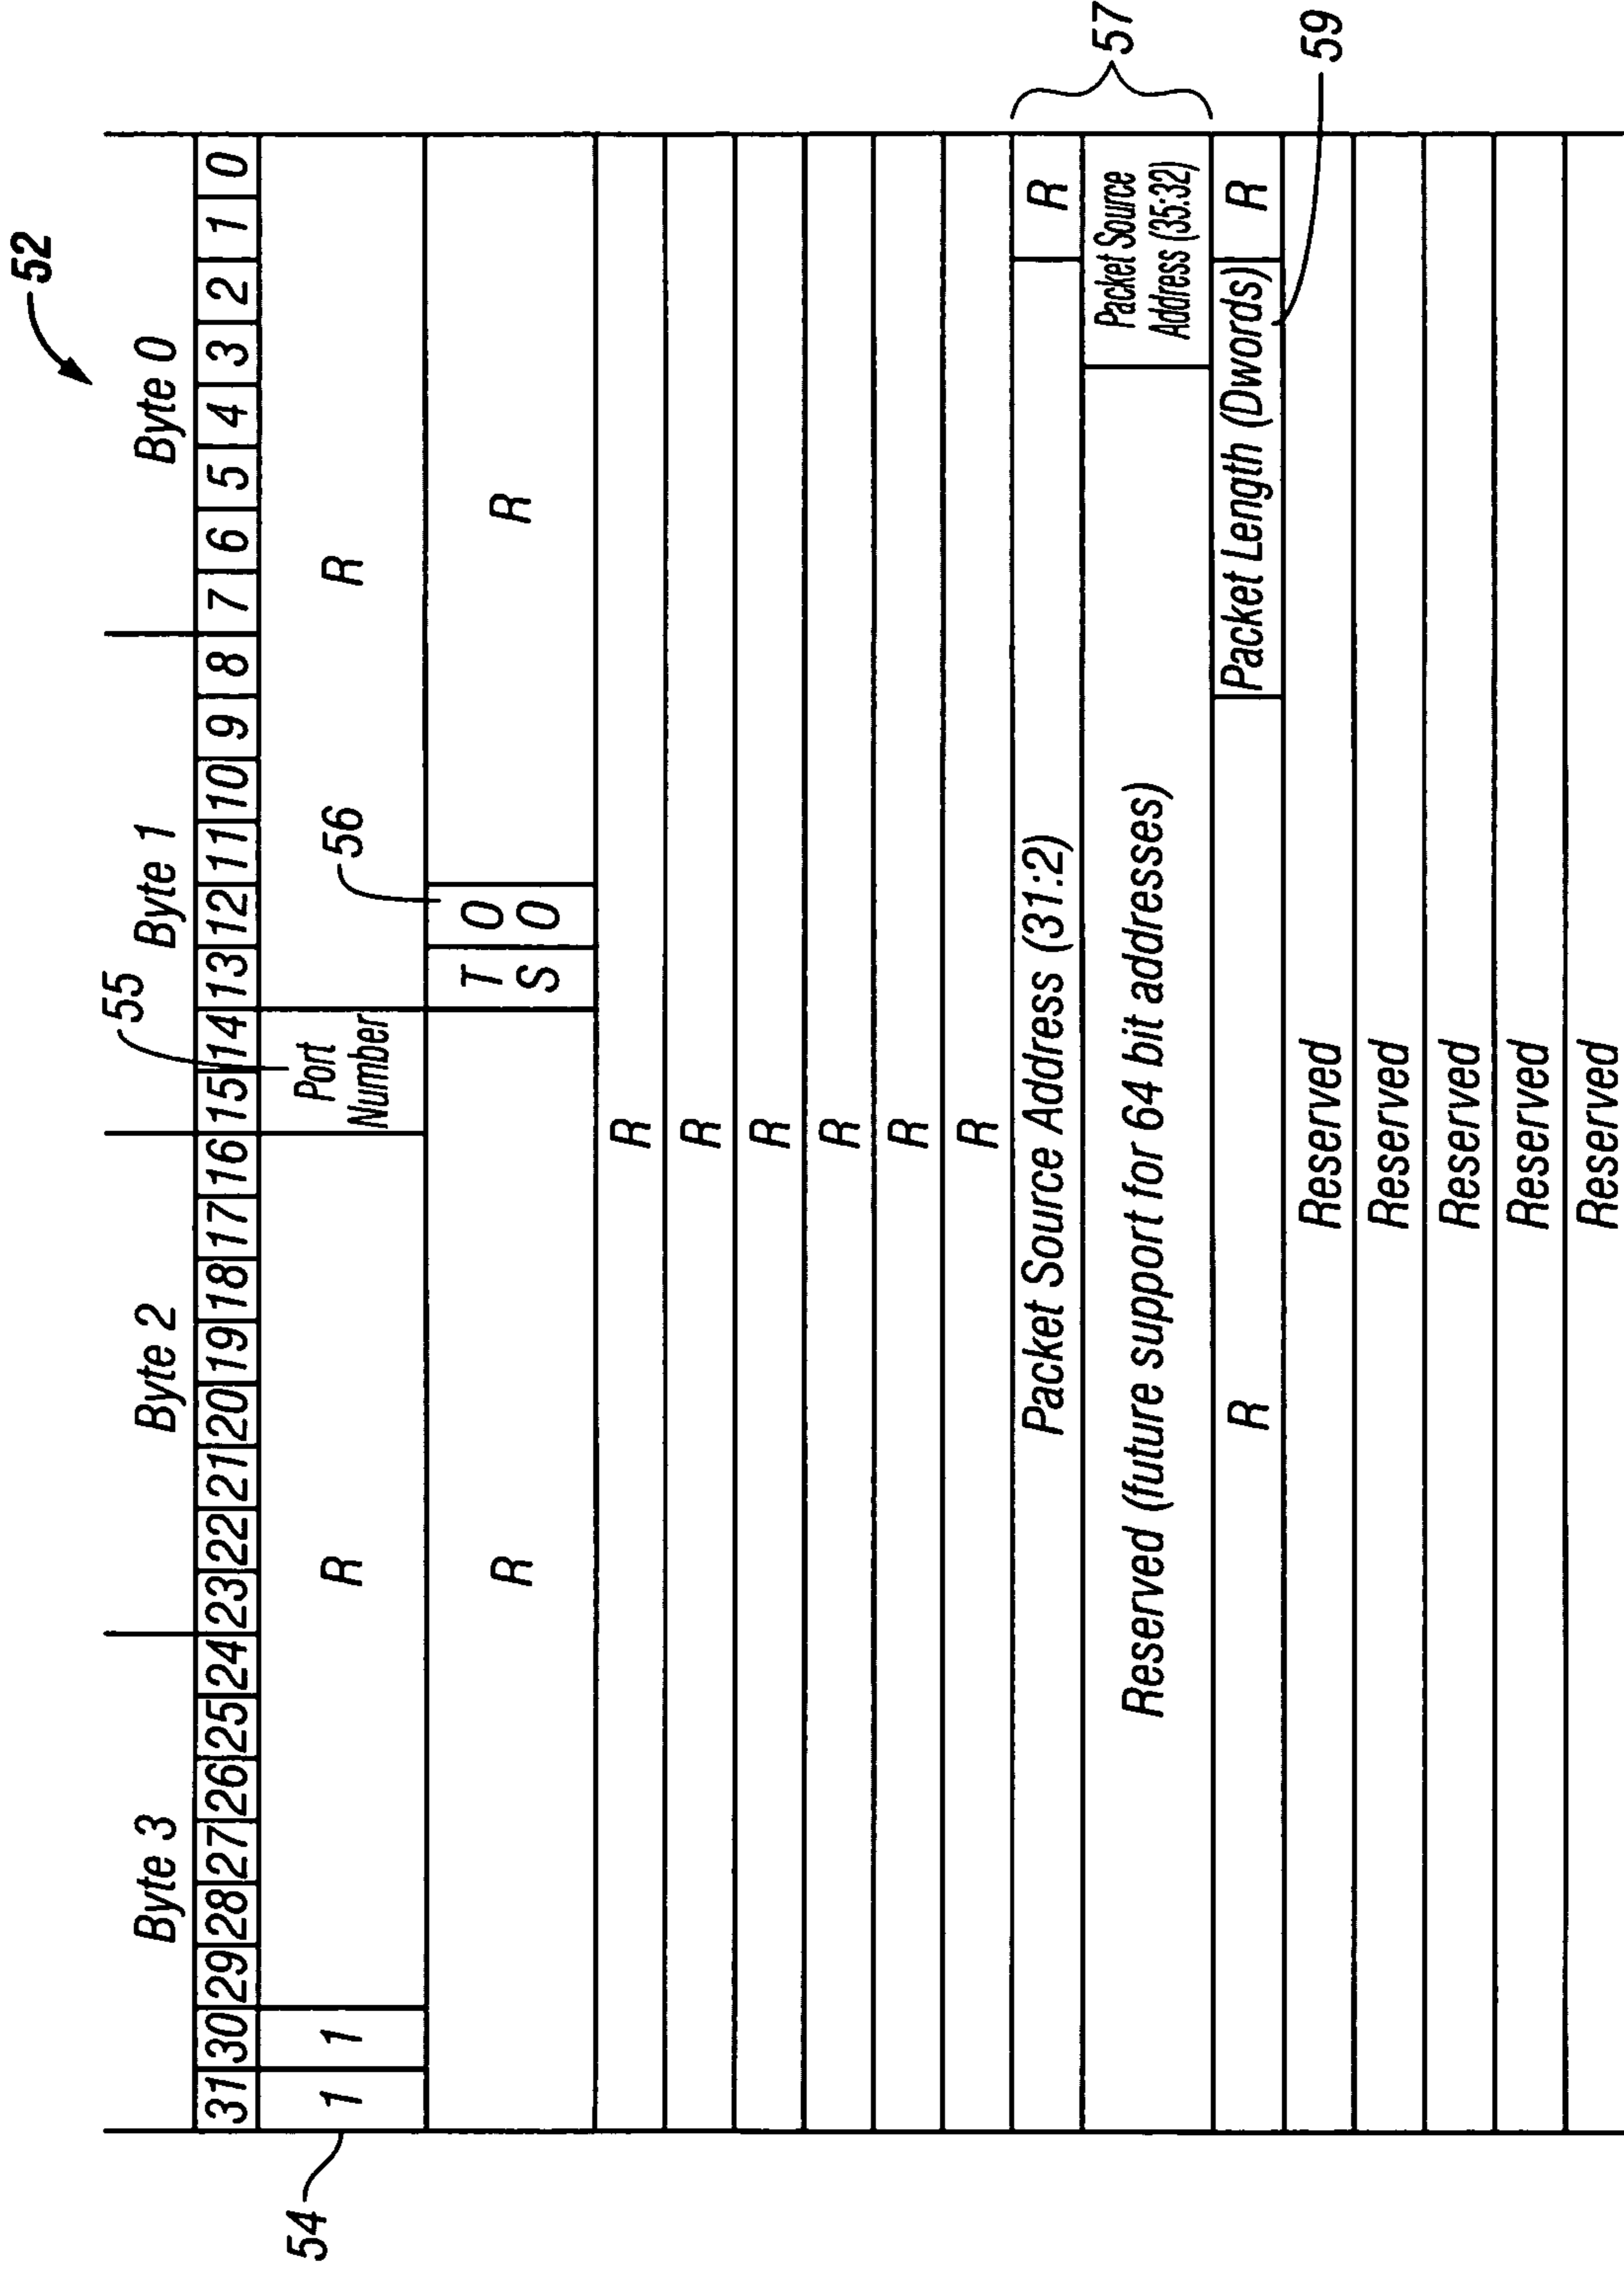 52
Byte 3 Byte 2 Byte 1 Byte 0
55
31 30 29 28 27 26 25 24 23 22 21 20 19 18 17 16 15 14 13 12 11 10 9 8 7 6 5 4 3 2 1 0
54
1 1 R Port R
Number
56
R T O R
S O
R
R
R
R
R
R
Packet Source Address (31:2) R
57
Reserved (future support for 64 bit addresses) Packet Source
Address (35:32)
R Packet Length (Dwords) R
59
Reserved
Reserved
Reserved
Reserved
Reserved